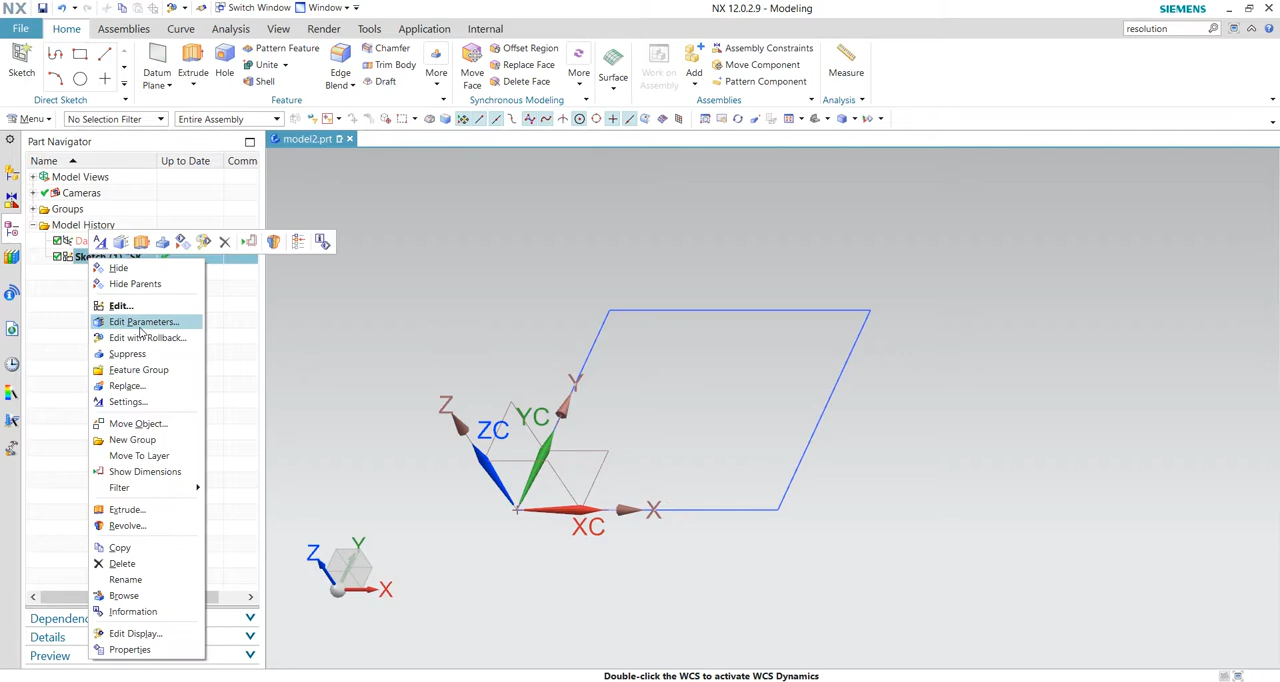 NX
Switch Window
Window
NX 12.0.2.9 - Modeling
SIEMENS
File
Home
Assemblies
Curve
Analysis
View
Render
Tools
Application
Internal
resolution
Sketch
Direct Sketch
Datum Plane
Extrude
Hole
Pattern Feature
Unite
Shell
Edge Blend
Chamfer
Trim Body
Draft
More
Feature
Move Face
Offset Region
Replace Face
Delete Face
More
Synchronous Modeling
Surface
Work on Assembly
Add
Assembly Constraints
Move Component
Pattern Component
Assemblies
Measure
Analysis
Menu
No Selection Filter
Entire Assembly
Part Navigator
model2.prt
Name
Up to Date
Comm
Model Views
Cameras
Groups
Model History
Hide
Hide Parents
Edit...
Edit Parameters...
Edit with Rollback...
Suppress
Feature Group
Replace...
Settings...
Move Object...
New Group
Move To Layer
Show Dimensions
Filter
Extrude...
Revolve...
Copy
Delete
Rename
Browse
Information
Edit Display...
Properties
Details
Preview
Z
ZC
YC
Y
XC
X
Z
Y
X
Double-click the WCS to activate WCS Dynamics